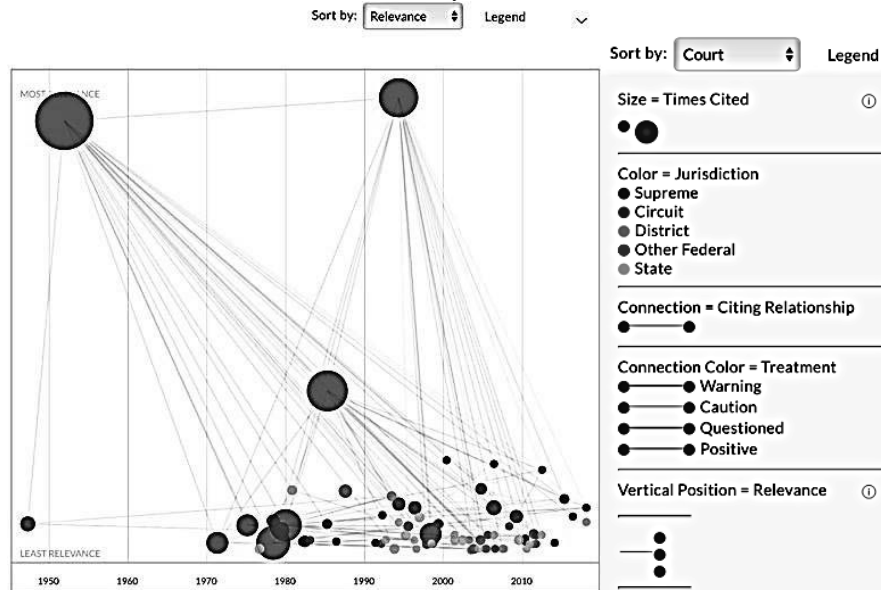 Sort by: Relevance Legend
Sort by: Court Legend
MOST RELEVANCE
LEAST RELEVANCE
1950 1960 1970 1980 1990 2000 2010
Size = Times Cited
Color = Jurisdiction
Supreme
Circuit
District
Other Federal
State
Connection = Citing Relationship
Connection Color = Treatment
Warning
Caution
Questioned
Positive
Vertical Position = Relevance